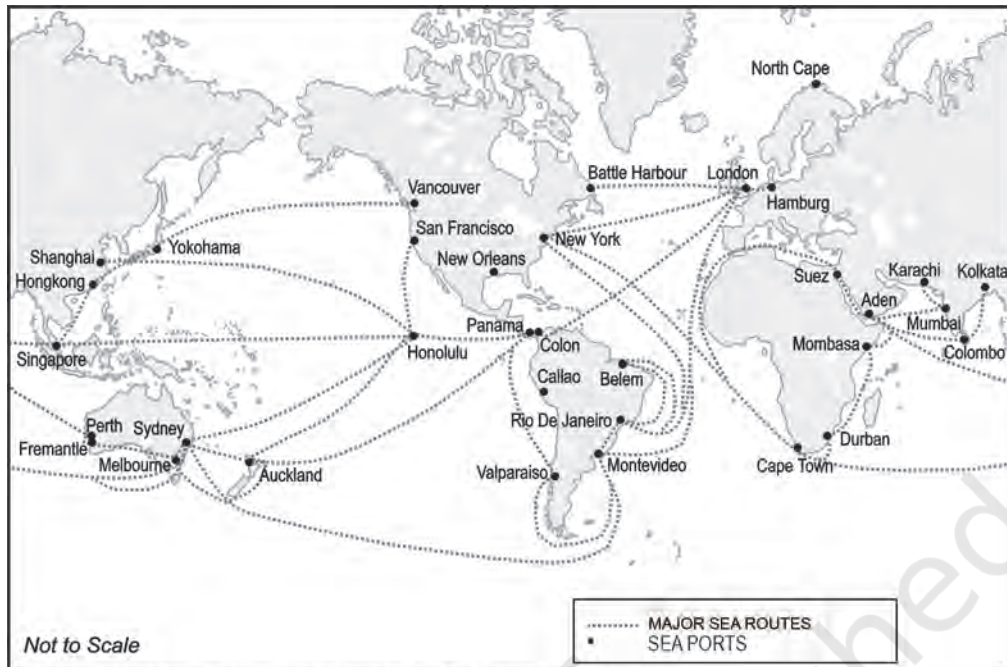 North Cape
Battle Harbour
London
Hamburg
Vancouver
San Francisco
New York
Shanghai
Yokohama
Hongkong
New Orleans
Suez
Karachi
Kolkata
Aden
Mumbai
Panama
Colon
Singapore
Honolulu
Mombasa
Colombo
Callao
Belem
Perth
Sydney
Rio De Janeiro
Fremantle
Durban
Melbourne
Auckland
Valparaiso
Montevideo
Cape Town
Not to Scale
MAJOR SEA ROUTES
SEA PORTS
shed